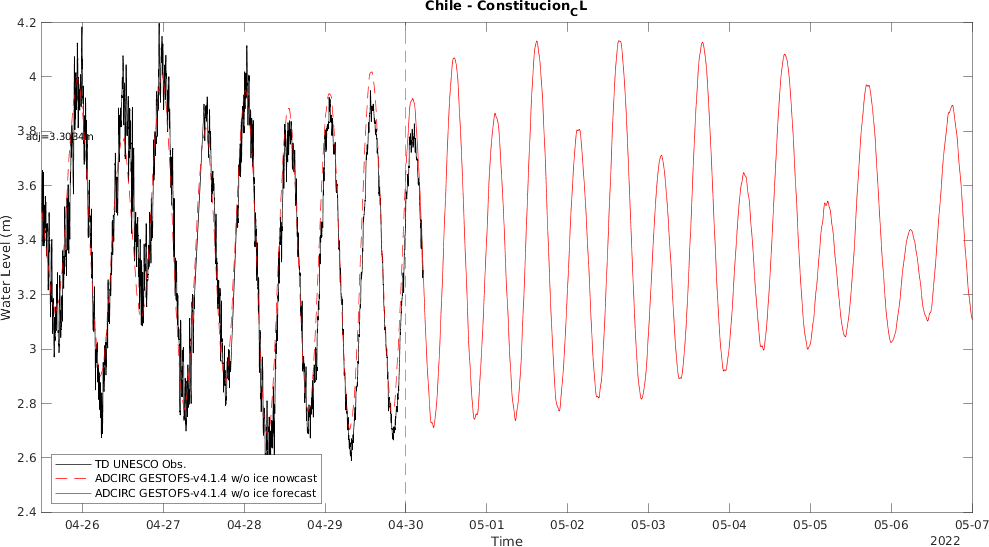 Chile - Constitucion_CL
4.2
4
3.8
3.6
3.4
3.2
3
2.8
2.6
2.4
adj=3.3084m
Water Level (m)
TD UNESCO Obs.
ADCIRC GESTOFS-v4.1.4 w/o ice nowcast
ADCIRC GESTOFS-v4.1.4 w/o ice forecast
04-26 04-27 04-28 04-29 04-30 05-01 05-02 05-03 05-04 05-05 05-06 05-07
Time
2022